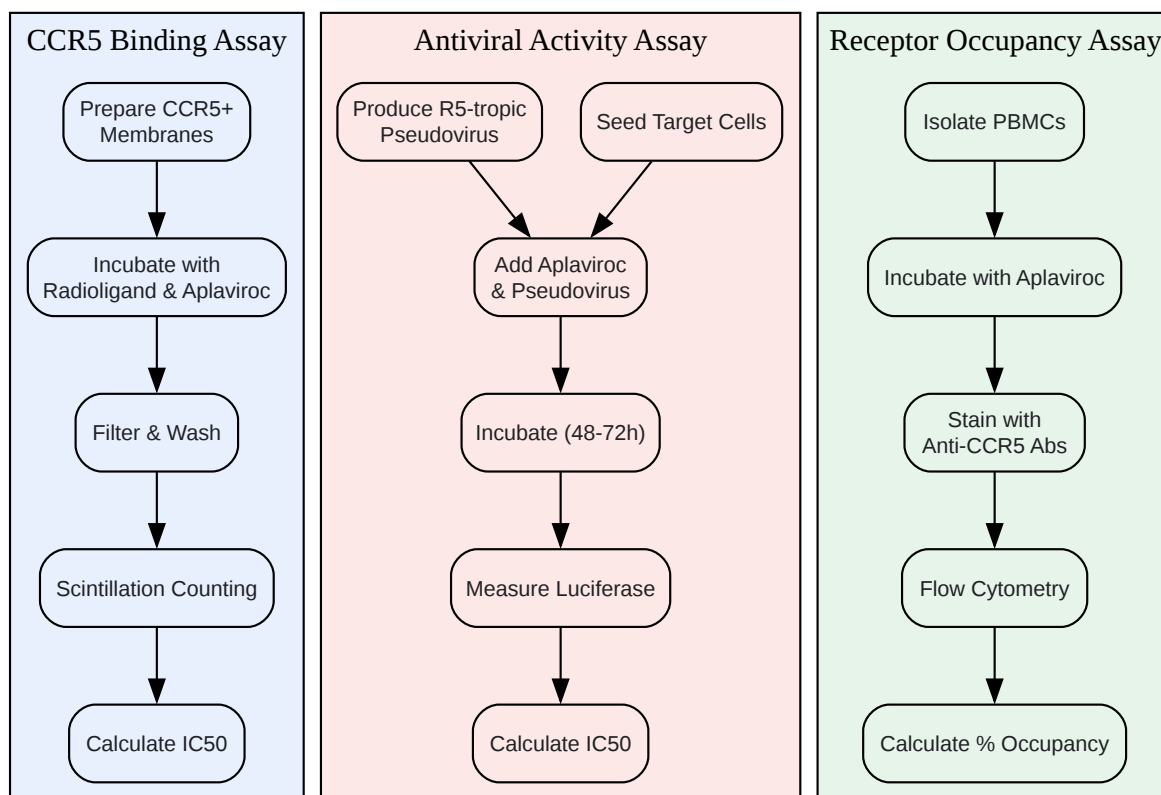 CCR5 Binding Assay
Prepare CCR5+
Membranes
Incubate with
Radioligand & Aplaviroc
Filter & Wash
Scintillation Counting
Calculate IC50
Antiviral Activity Assay
Produce R5-tropic
Pseudovirus
Seed Target Cells
Add Aplaviroc
& Pseudovirus
Incubate (48-72h)
Measure Luciferase
Calculate IC50
Receptor Occupancy Assay
Isolate PBMCs
Incubate with Aplaviroc
Stain with
Anti-CCR5 Abs
Flow Cytometry
Calculate % Occupancy